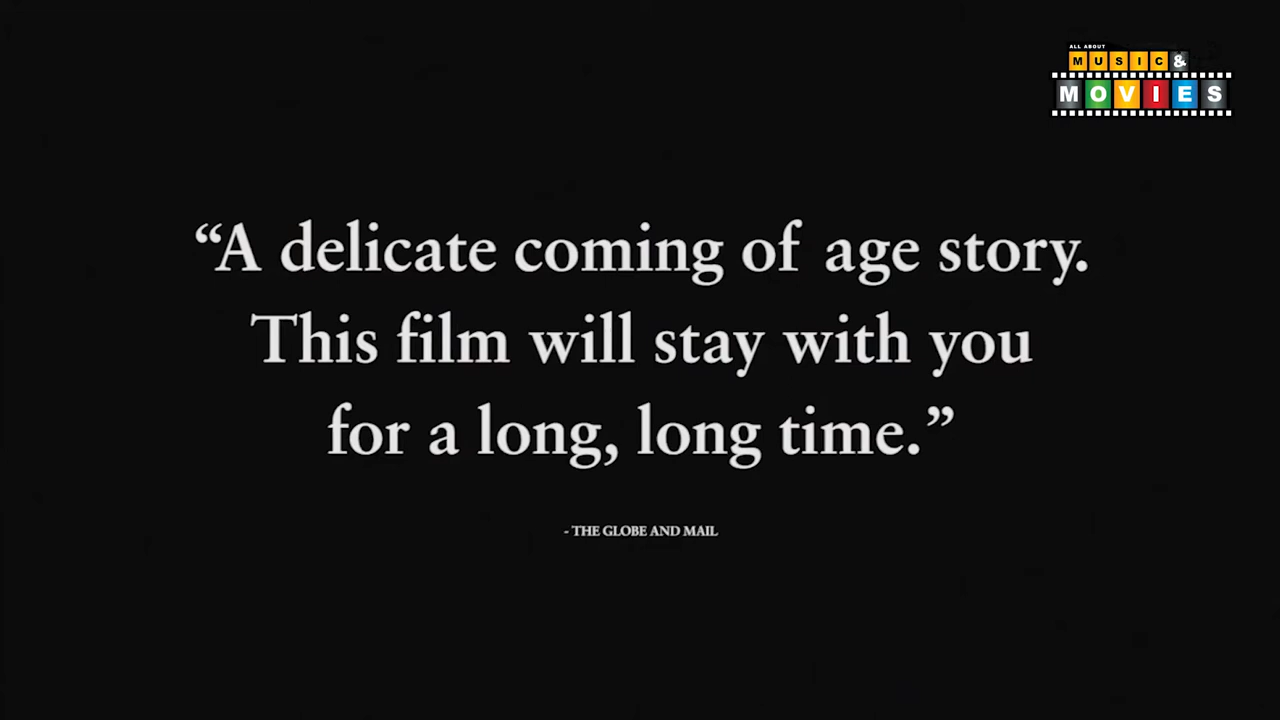 ALL ABOUT
MUSIC &
MOVIES
“A delicate coming of age story.
This film will stay with you
for a long, long time.”
- THE GLOBE AND MAIL